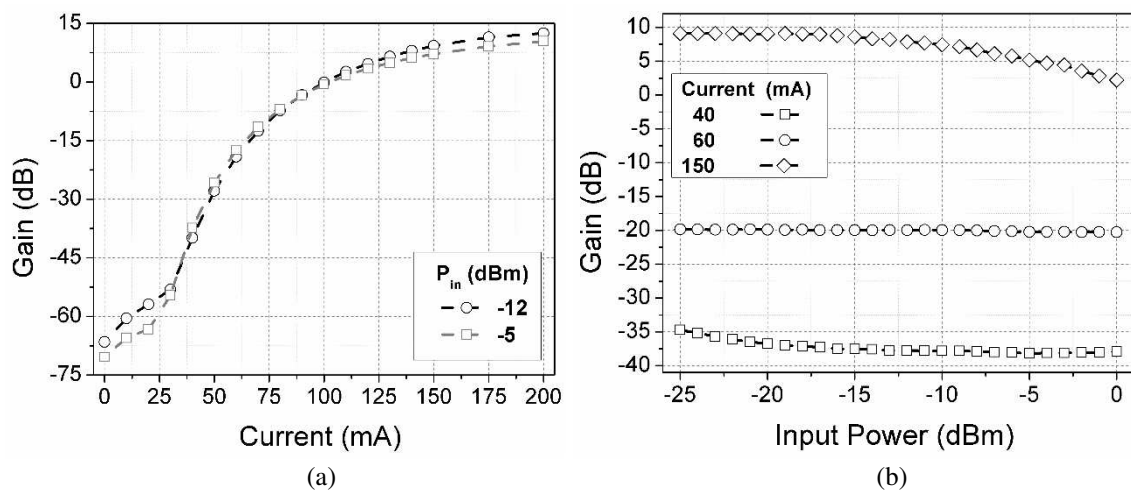 15
0
-15
-30
-45
-60
-75
Gain (dB)
P_in (dBm)
-12
-5
0 25 50 75 100 125 150 175 200
Current (mA)
(a)
10
5
0
-5
-10
-15
-20
-25
-30
-35
-40
Gain (dB)
Current (mA)
40
60
150
-25 -20 -15 -10 -5 0
Input Power (dBm)
(b)